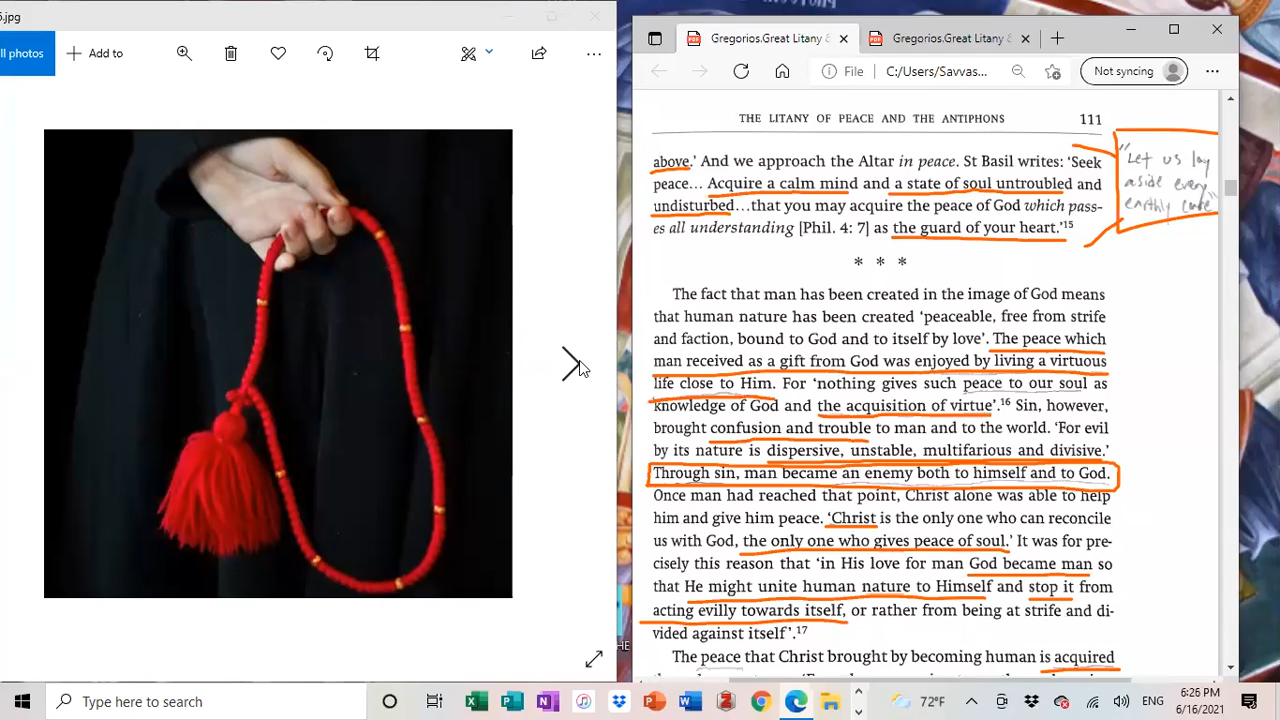 5.jpg
ll photos
Add to
Gregorios.Great Litany &
Gregorios.Great Litany &
File
C:/Users/Savvas...
Not syncing
THE LITANY OF PEACE AND THE ANTIPHONS 111
above.’ And we approach the Altar in peace. St Basil writes: ‘Seek
peace... Acquire a calm mind and a state of soul untroubled and
undisturbed...that you may acquire the peace of God which pass-
es all understanding [Phil. 4: 7] as the guard of your heart.’15
"Let us lay
aside every
earthly care"
* * *
The fact that man has been created in the image of God means
that human nature has been created ‘peaceable, free from strife
and faction, bound to God and to itself by love’. The peace which
man received as a gift from God was enjoyed by living a virtuous
life close to Him. For ‘nothing gives such peace to our soul as
knowledge of God and the acquisition of virtue’.16 Sin, however,
brought confusion and trouble to man and to the world. ‘For evil
by its nature is dispersive, unstable, multifarious and divisive.’
Through sin, man became an enemy both to himself and to God.
Once man had reached that point, Christ alone was able to help
him and give him peace. ‘Christ is the only one who can reconcile
us with God, the only one who gives peace of soul.’ It was for pre-
cisely this reason that ‘in His love for man God became man so
that He might unite human nature to Himself and stop it from
acting evilly towards itself, or rather from being at strife and di-
vided against itself’.17
The peace that Christ brought by becoming human is acquired
HE
Type here to search
72°F
ENG
6:26 PM
6/16/2021